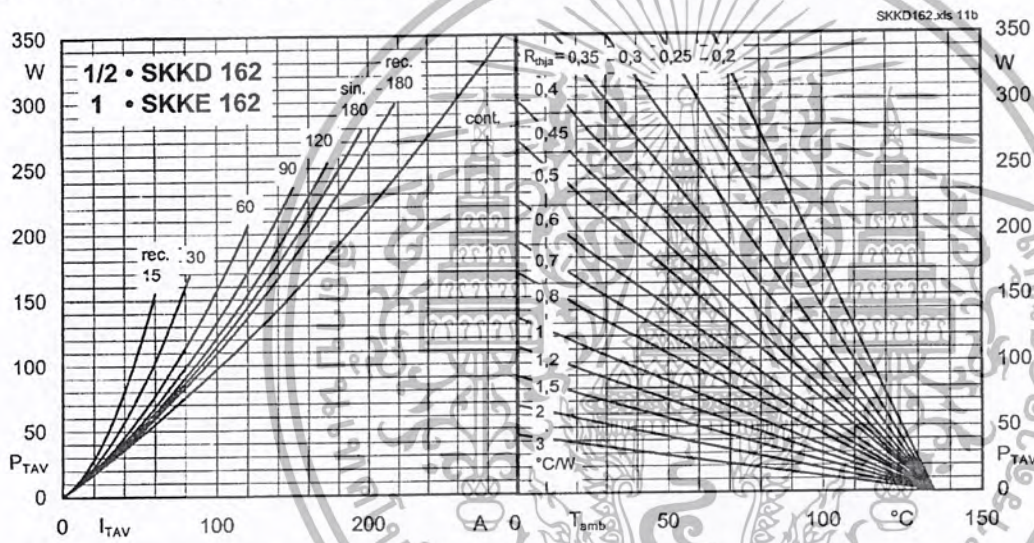 SKKD162.xls 11b
350
W
300
250
200
150
100
50
P_TAV
0
1/2 • SKKD 162
1 • SKKE 162
rec.
15
30
60
90
120
sin.
180
rec.
180
cont.
0
I_TAV
100
200
A
R_thja = 0,35
0,3
0,25
0,2
0,4
0,45
0,5
0,6
0,7
0,8
1
1,2
1,5
2
3
°C/W
0
T_amb
50
100
°C
150
350
W
300
250
200
150
100
50
P_TAV
0